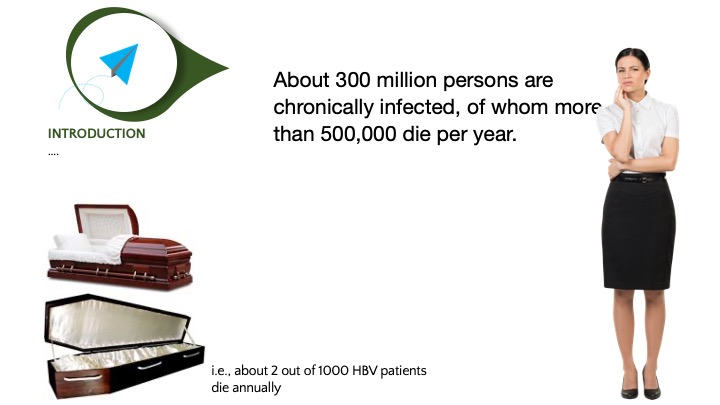 INTRODUCTION
....
About 300 million persons are
chronically infected, of whom more
than 500,000 die per year.
i.e., about 2 out of 1000 HBV patients
die annually